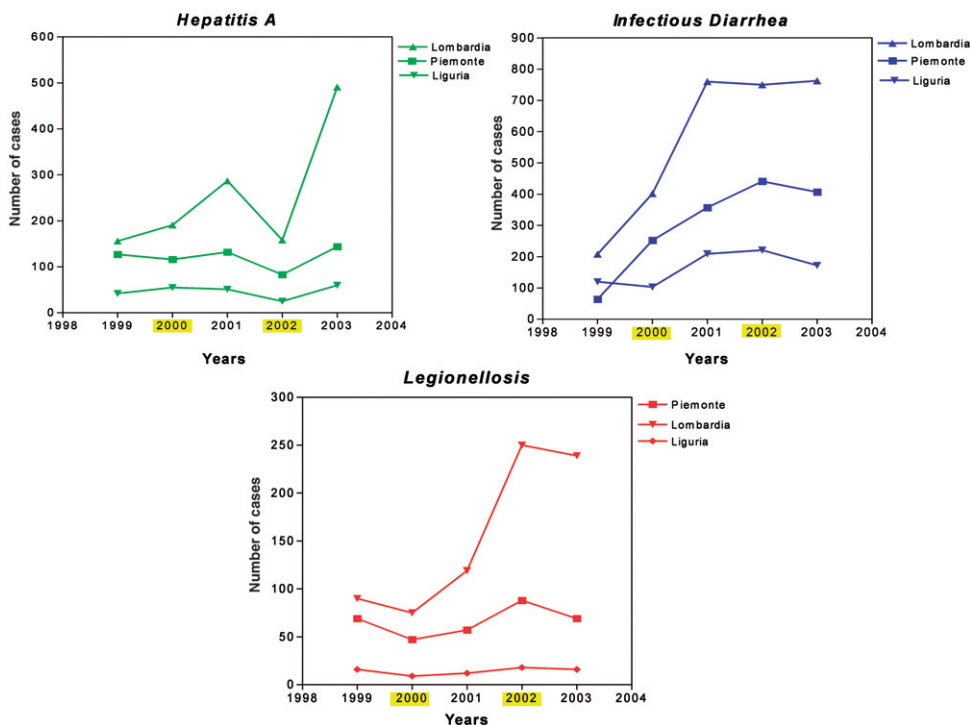 Hepatitis A
600
500
400
300
200
100
0
Number of cases
1998 1999 2000 2001 2002 2003 2004
Years
Lombardia
Piemonte
Liguria
Infectious Diarrhea
900
800
700
600
500
400
300
200
100
0
Number of cases
1998 1999 2000 2001 2002 2003 2004
Years
Lombardia
Piemonte
Liguria
Legionellosis
300
250
200
150
100
50
0
Number of cases
1998 1999 2000 2001 2002 2003 2004
Years
Piemonte
Lombardia
Liguria